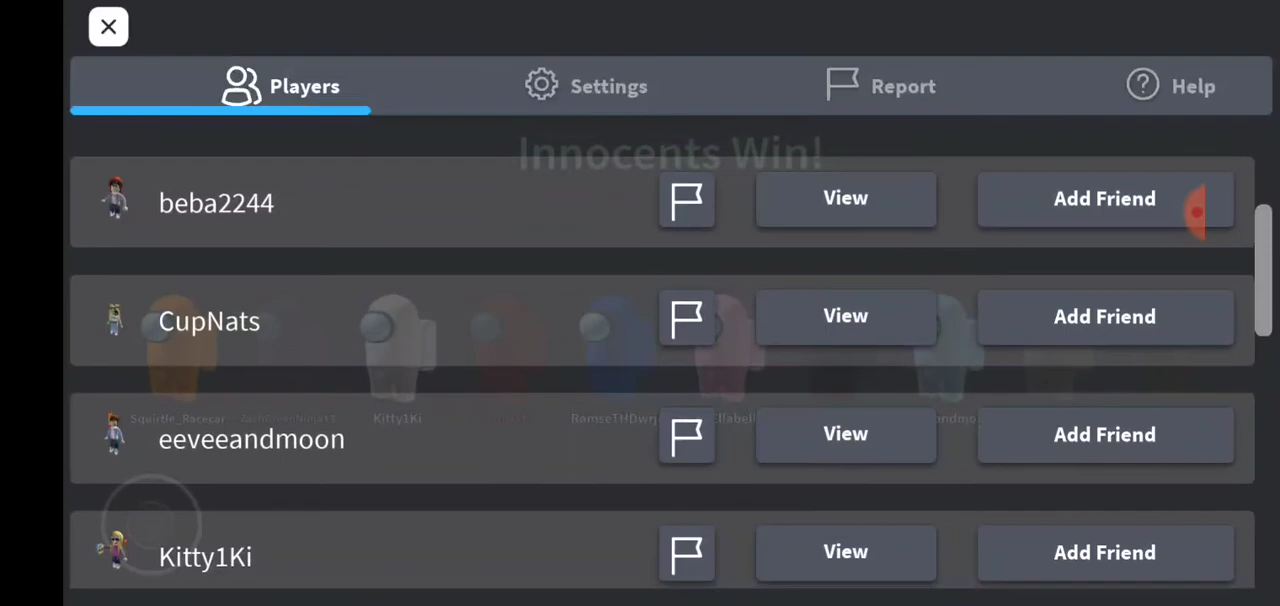 Players Settings Report Help
Innocents Win!
beba2244 View Add Friend
CupNats View Add Friend
Squirtle_Racecar Kitty1Ki
eeveeandmoon View Add Friend
Kitty1Ki View Add Friend